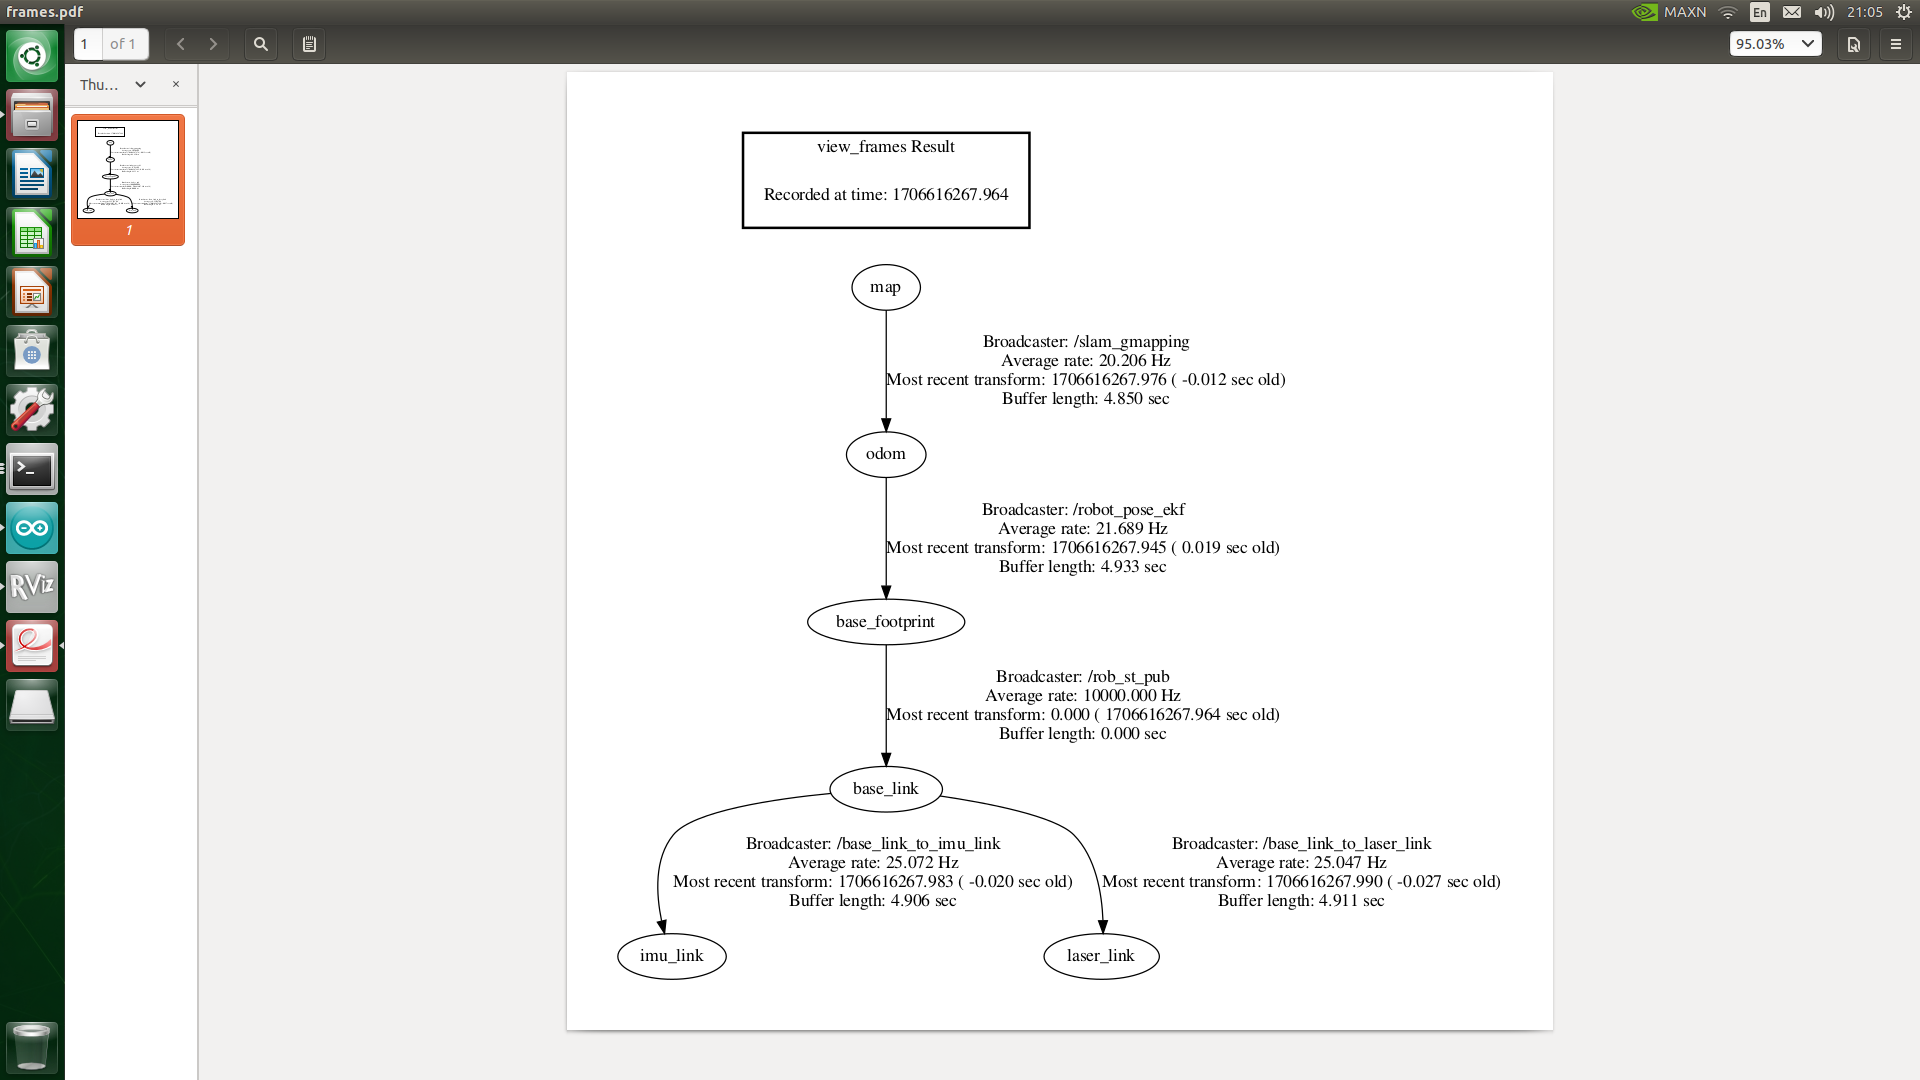 frames.pdf
MAXN
En
21:05
1 of 1
95.03%
Thu...
1
view_frames Result
Recorded at time: 1706616267.964
map
Broadcaster: /slam_gmapping
Average rate: 20.206 Hz
Most recent transform: 1706616267.976 ( -0.012 sec old)
Buffer length: 4.850 sec
odom
Broadcaster: /robot_pose_ekf
Average rate: 21.689 Hz
Most recent transform: 1706616267.945 ( 0.019 sec old)
Buffer length: 4.933 sec
base_footprint
Broadcaster: /rob_st_pub
Average rate: 10000.000 Hz
Most recent transform: 0.000 ( 1706616267.964 sec old)
Buffer length: 0.000 sec
base_link
Broadcaster: /base_link_to_imu_link
Average rate: 25.072 Hz
Most recent transform: 1706616267.983 ( -0.020 sec old)
Buffer length: 4.906 sec
Broadcaster: /base_link_to_laser_link
Average rate: 25.047 Hz
Most recent transform: 1706616267.990 ( -0.027 sec old)
Buffer length: 4.911 sec
imu_link
laser_link
RViz